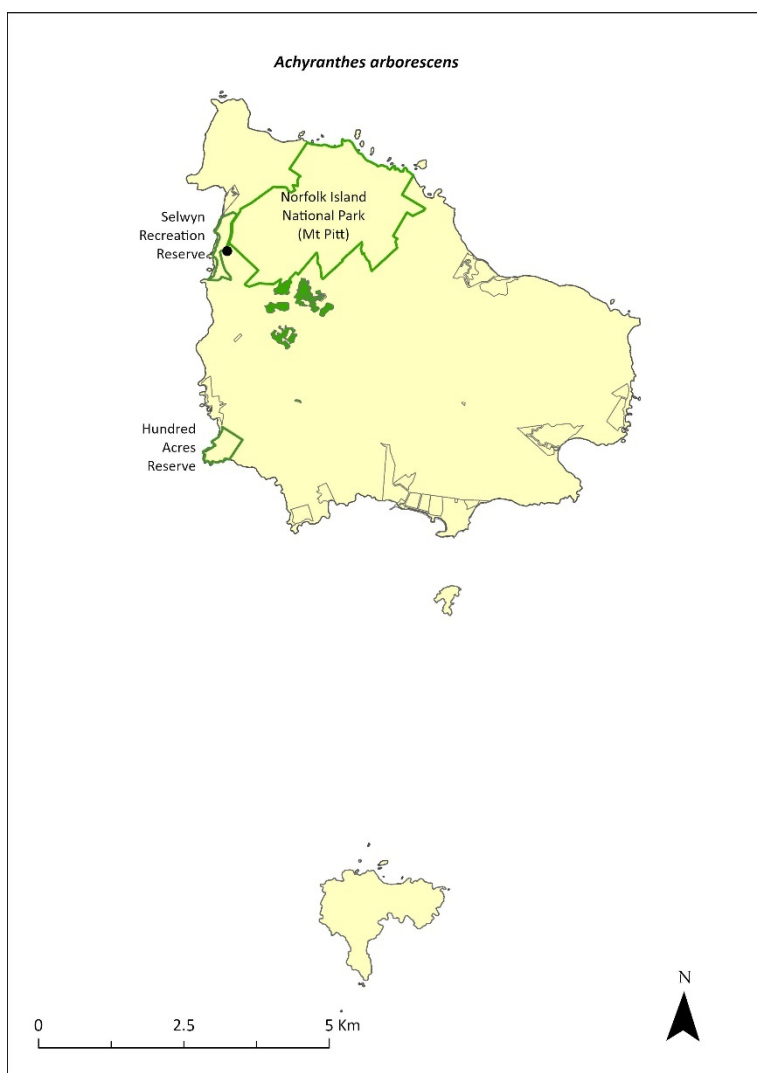 Achyranthes arborescens
Norfolk Island
National Park
(Mt Pitt)
Selwyn
Recreation
Reserve
Hundred
Acres
Reserve
N
0
2.5
5 Km